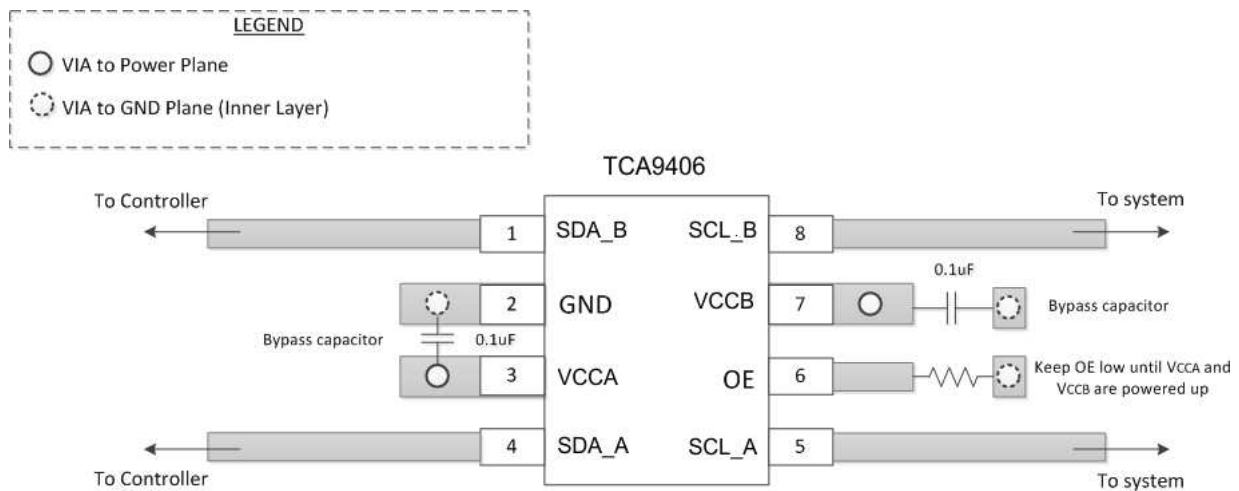 LEGEND
VIA to Power Plane
VIA to GND Plane (Inner Layer)
TCA9406
To Controller
To system
1
SDA_B
SCL_B
8
0.1uF
2
GND
VCCB
7
Bypass capacitor
Bypass capacitor
0.1uF
3
VCCA
OE
6
Keep OE low until VCCA and
VCCB are powered up
4
SDA_A
SCL_A
5
To Controller
To system